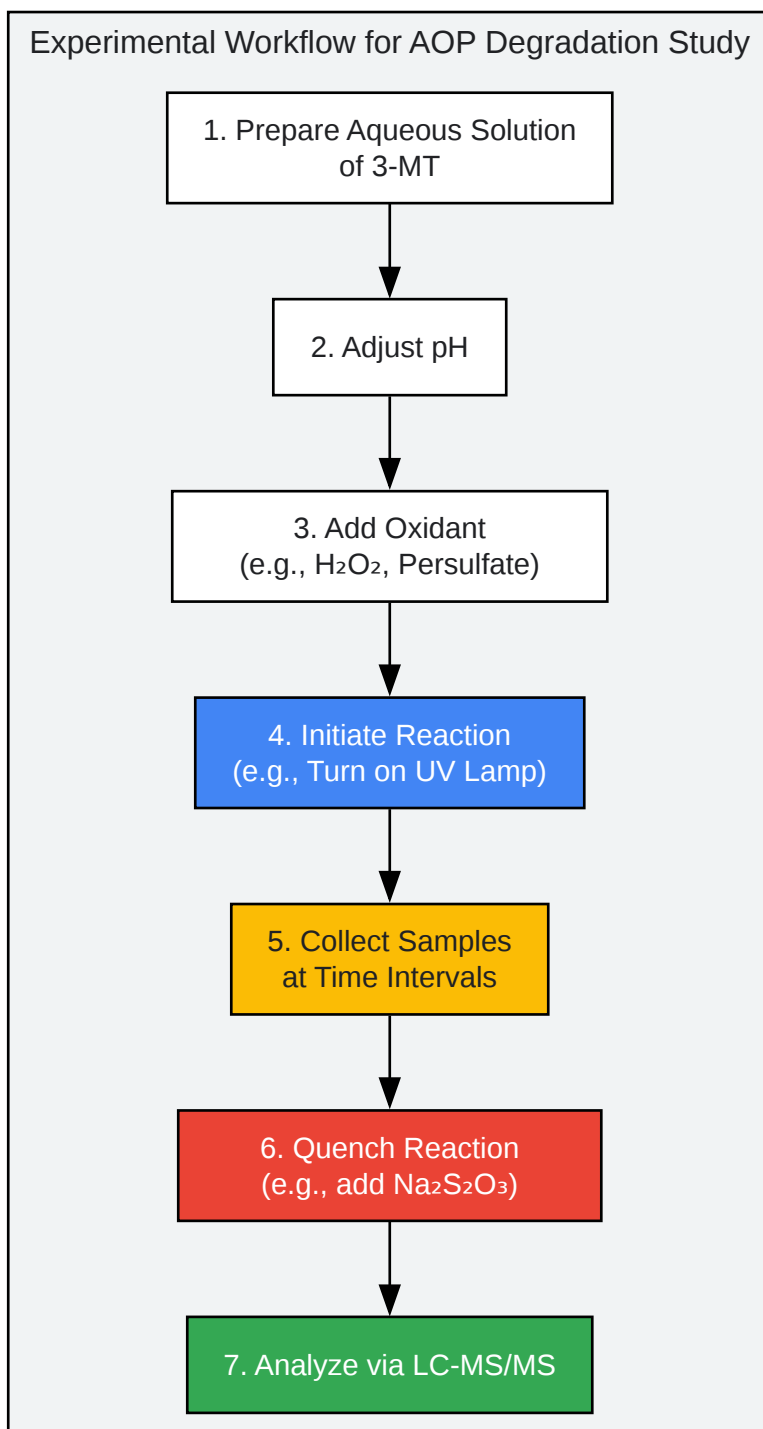 Experimental Workflow for AOP Degradation Study
1. Prepare Aqueous Solution
of 3-MT
2. Adjust pH
3. Add Oxidant
(e.g., H₂O₂, Persulfate)
4. Initiate Reaction
(e.g., Turn on UV Lamp)
5. Collect Samples
at Time Intervals
6. Quench Reaction
(e.g., add Na₂S₂O₃)
7. Analyze via LC-MS/MS